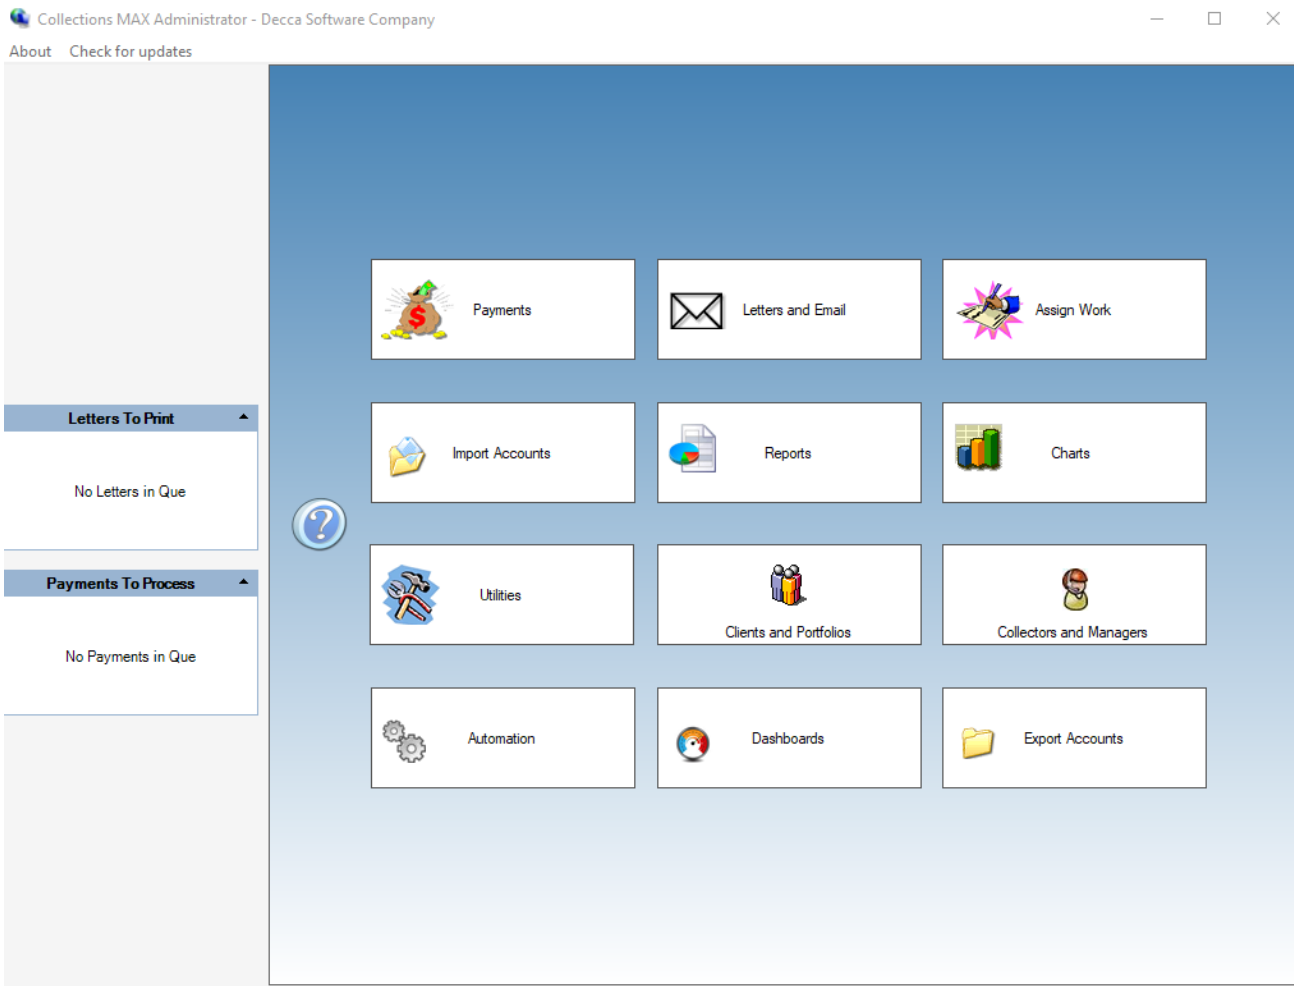 Collections MAX Administrator - Decca Software Company
About Check for updates
Payments
Letters and Email
Assign Work
Letters To Print
No Letters in Que
Import Accounts
Reports
Charts
Payments To Process
No Payments in Que
Utilities
Clients and Portfolios
Collectors and Managers
Automation
Dashboards
Export Accounts